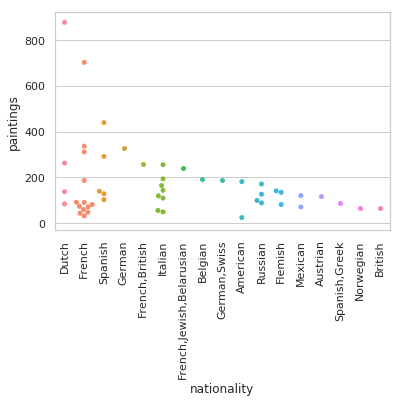 800
600
400
200
0
paintings
Dutch
French
Spanish
German
French,British
Italian
French,Jewish,Belarusian
Belgian
German,Swiss
American
Russian
Flemish
Mexican
Austrian
Spanish,Greek
Norwegian
British
nationality